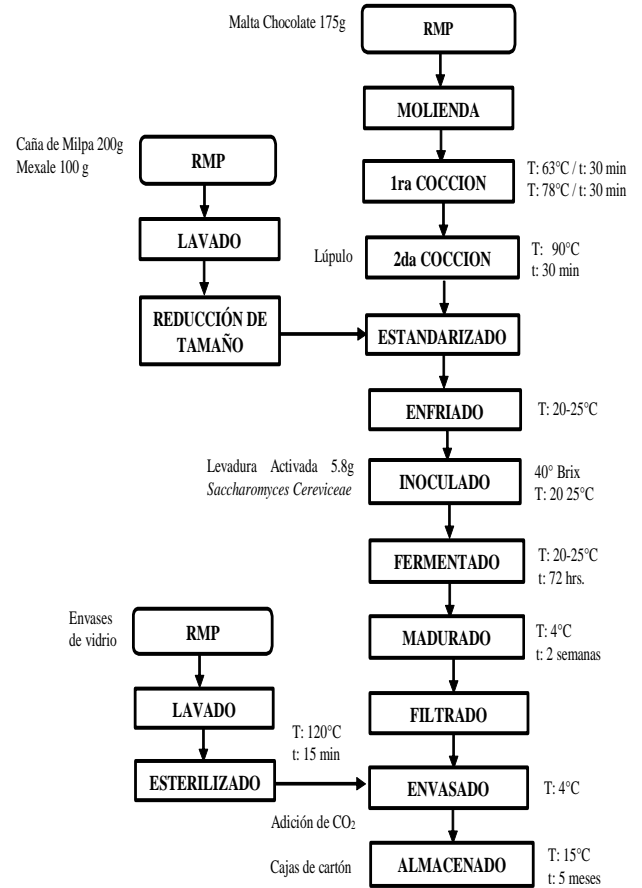 Malta Chocolate 175g
RMP
MOLIENDA
Caña de Milpa 200g
Mexale 100 g
RMP
1ra COCCION
T: 63°C / t: 30 min
T: 78°C / t: 30 min
LAVADO
Lúpulo
2da COCCION
T: 90°C
t: 30 min
REDUCCIÓN DE
TAMAÑO
ESTANDARIZADO
ENFRIADO
T: 20-25°C
Levadura Activada 5.8g
Saccharomyces Cereviceae
INOCULADO
40° Brix
T: 20 25°C
FERMENTADO
T: 20-25°C
t: 72 hrs.
Envases
de vidrio
RMP
MADURADO
T: 4°C
t: 2 semanas
LAVADO
FILTRADO
T: 120°C
t: 15 min
ESTERILIZADO
ENVASADO
T: 4°C
Adición de CO₂
Cajas de cartón
ALMACENADO
T: 15°C
t: 5 meses